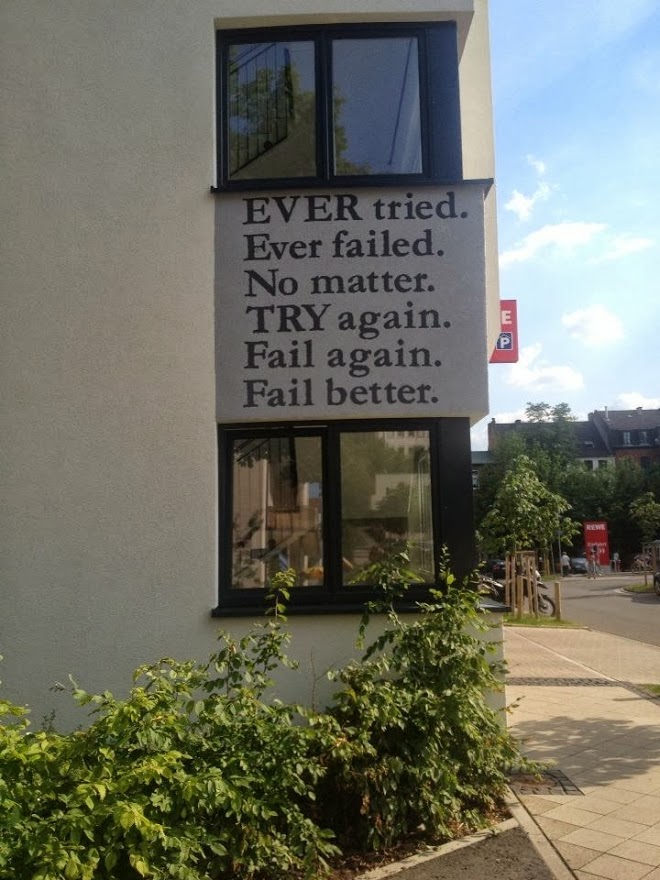 EVER tried.
Ever failed.
No matter.
TRY again.
Fail again.
Fail better.
E
P
REWE